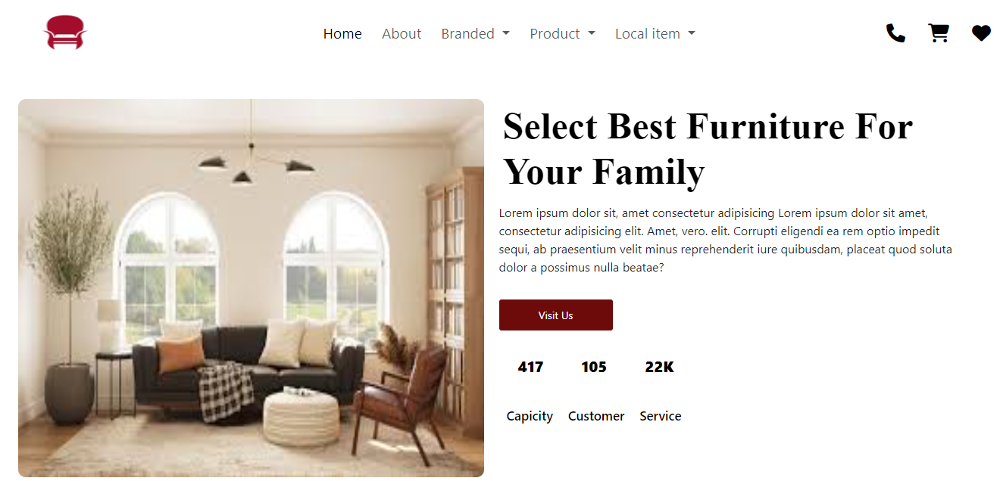 Home About Branded Product Local item
Select Best Furniture For
Your Family
Lorem ipsum dolor sit, amet consectetur adipisicing Lorem ipsum dolor sit amet,
consectetur adipisicing elit. Amet, vero. elit. Corrupti eligendi ea rem optio impedit
sequi, ab praesentium velit minus reprehenderit iure quibusdam, placeat quod soluta
dolor a possimus nulla beatae?
Visit Us
417 105 22K
Capicity Customer Service